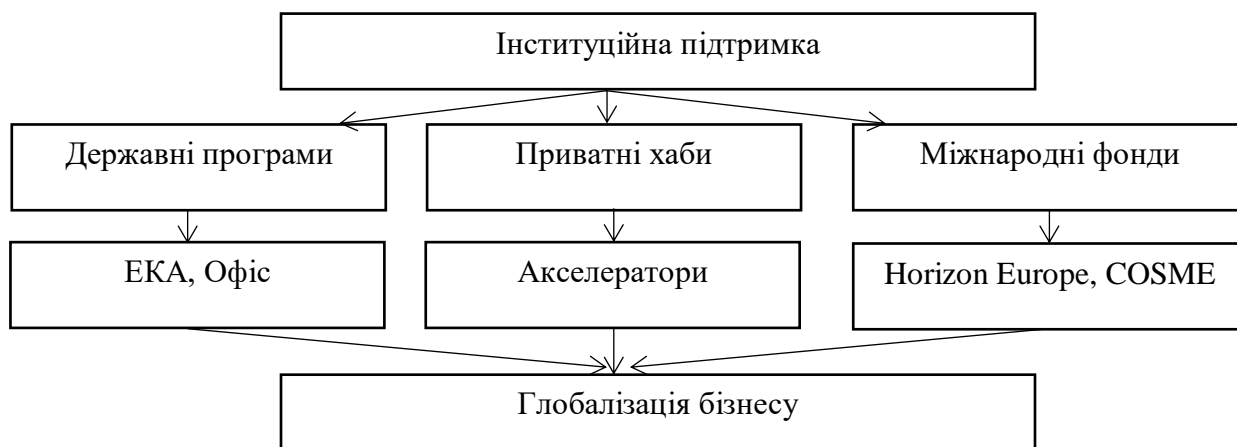 Інституційна підтримка
Державні програми
Приватні хаби
Міжнародні фонди
ЕКА, Офіс
Акселератори
Horizon Europe, COSME
Глобалізація бізнесу